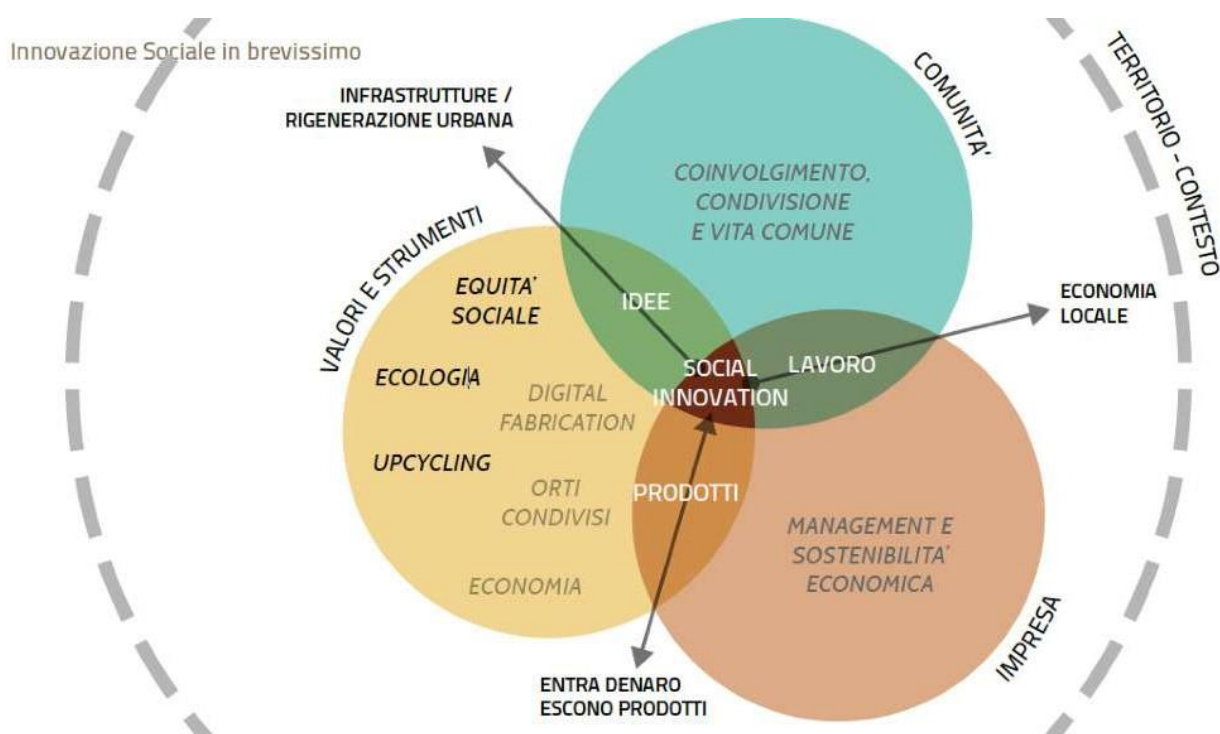 Innovazione Sociale in brevissimo
INFRASTRUTTURE /
RIGENERAZIONE URBANA
COMUNITA'
TERRITORIO - CONTESTO
COINVOLGIMENTO,
CONDIVISIONE
E VITA COMUNE
VALORI E STRUMENTI
EQUITA'
SOCIALE
IDEE
ECONOMIA
LOCALE
ECOLOGIA
SOCIAL
INNOVATION
LAVORO
DIGITAL
FABRICATION
UPCYCLING
ORTI
CONDIVISI
PRODOTTI
MANAGEMENT E
SOSTENIBILITA'
ECONOMICA
ECONOMIA
IMPRESA
ENTRA DENARO
ESCONO PRODOTTI